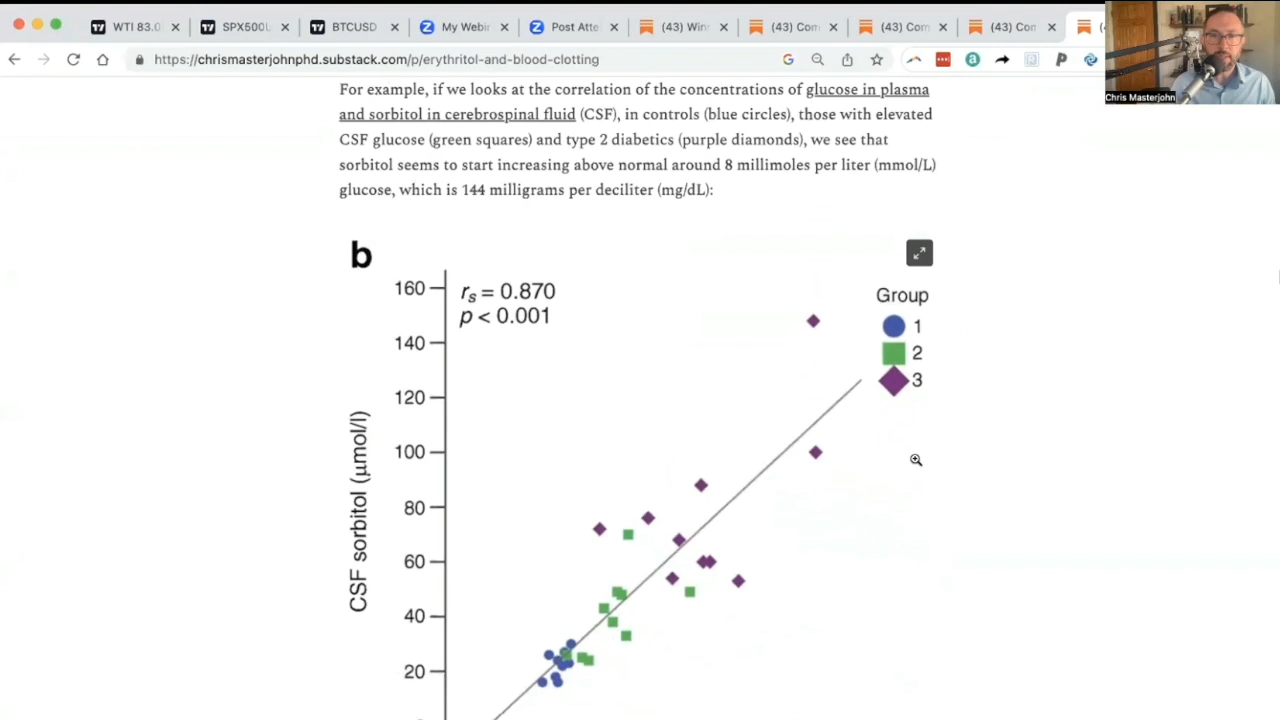 WTI 83.0
SPX500L
BTCUSD
My Webin
Post Atte
(43) Winn
(43) Com
(43) Com
(43) Con
https://chrismasterjohnphd.substack.com/p/erythritol-and-blood-clotting
Chris Masterjohn
For example, if we looks at the correlation of the concentrations of glucose in plasma
and sorbitol in cerebrospinal fluid (CSF), in controls (blue circles), those with elevated
CSF glucose (green squares) and type 2 diabetics (purple diamonds), we see that
sorbitol seems to start increasing above normal around 8 millimoles per liter (mmol/L)
glucose, which is 144 milligrams per deciliter (mg/dL):
b
rs = 0.870
p < 0.001
Group
1
2
3
160
140
120
100
80
60
40
20
CSF sorbitol (µmol/l)